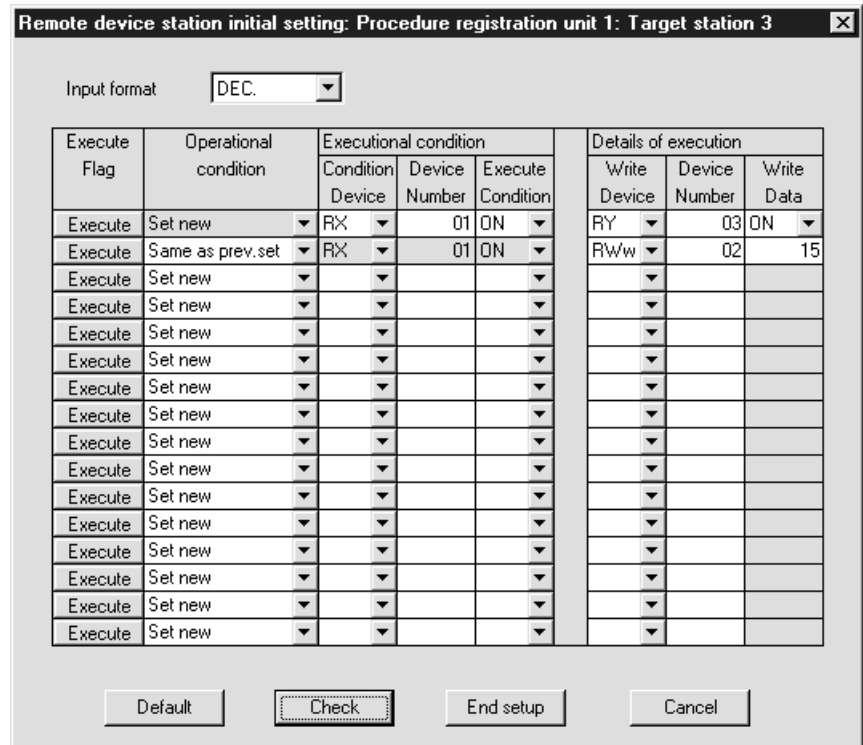 Remote device station initial setting: Procedure registration unit 1: Target station 3
Input format DEC.
Execute Flag Operational condition Executional condition Details of execution
Condition Device Device Number Execute Condition Write Device Device Number Write Data
Execute Set new RX 01 ON RY 03 ON
Execute Same as prev.set RX 01 ON RWw 02 15
Execute Set new
Execute Set new
Execute Set new
Execute Set new
Execute Set new
Execute Set new
Execute Set new
Execute Set new
Execute Set new
Execute Set new
Execute Set new
Execute Set new
Execute Set new
Execute Set new
Default Check End setup Cancel